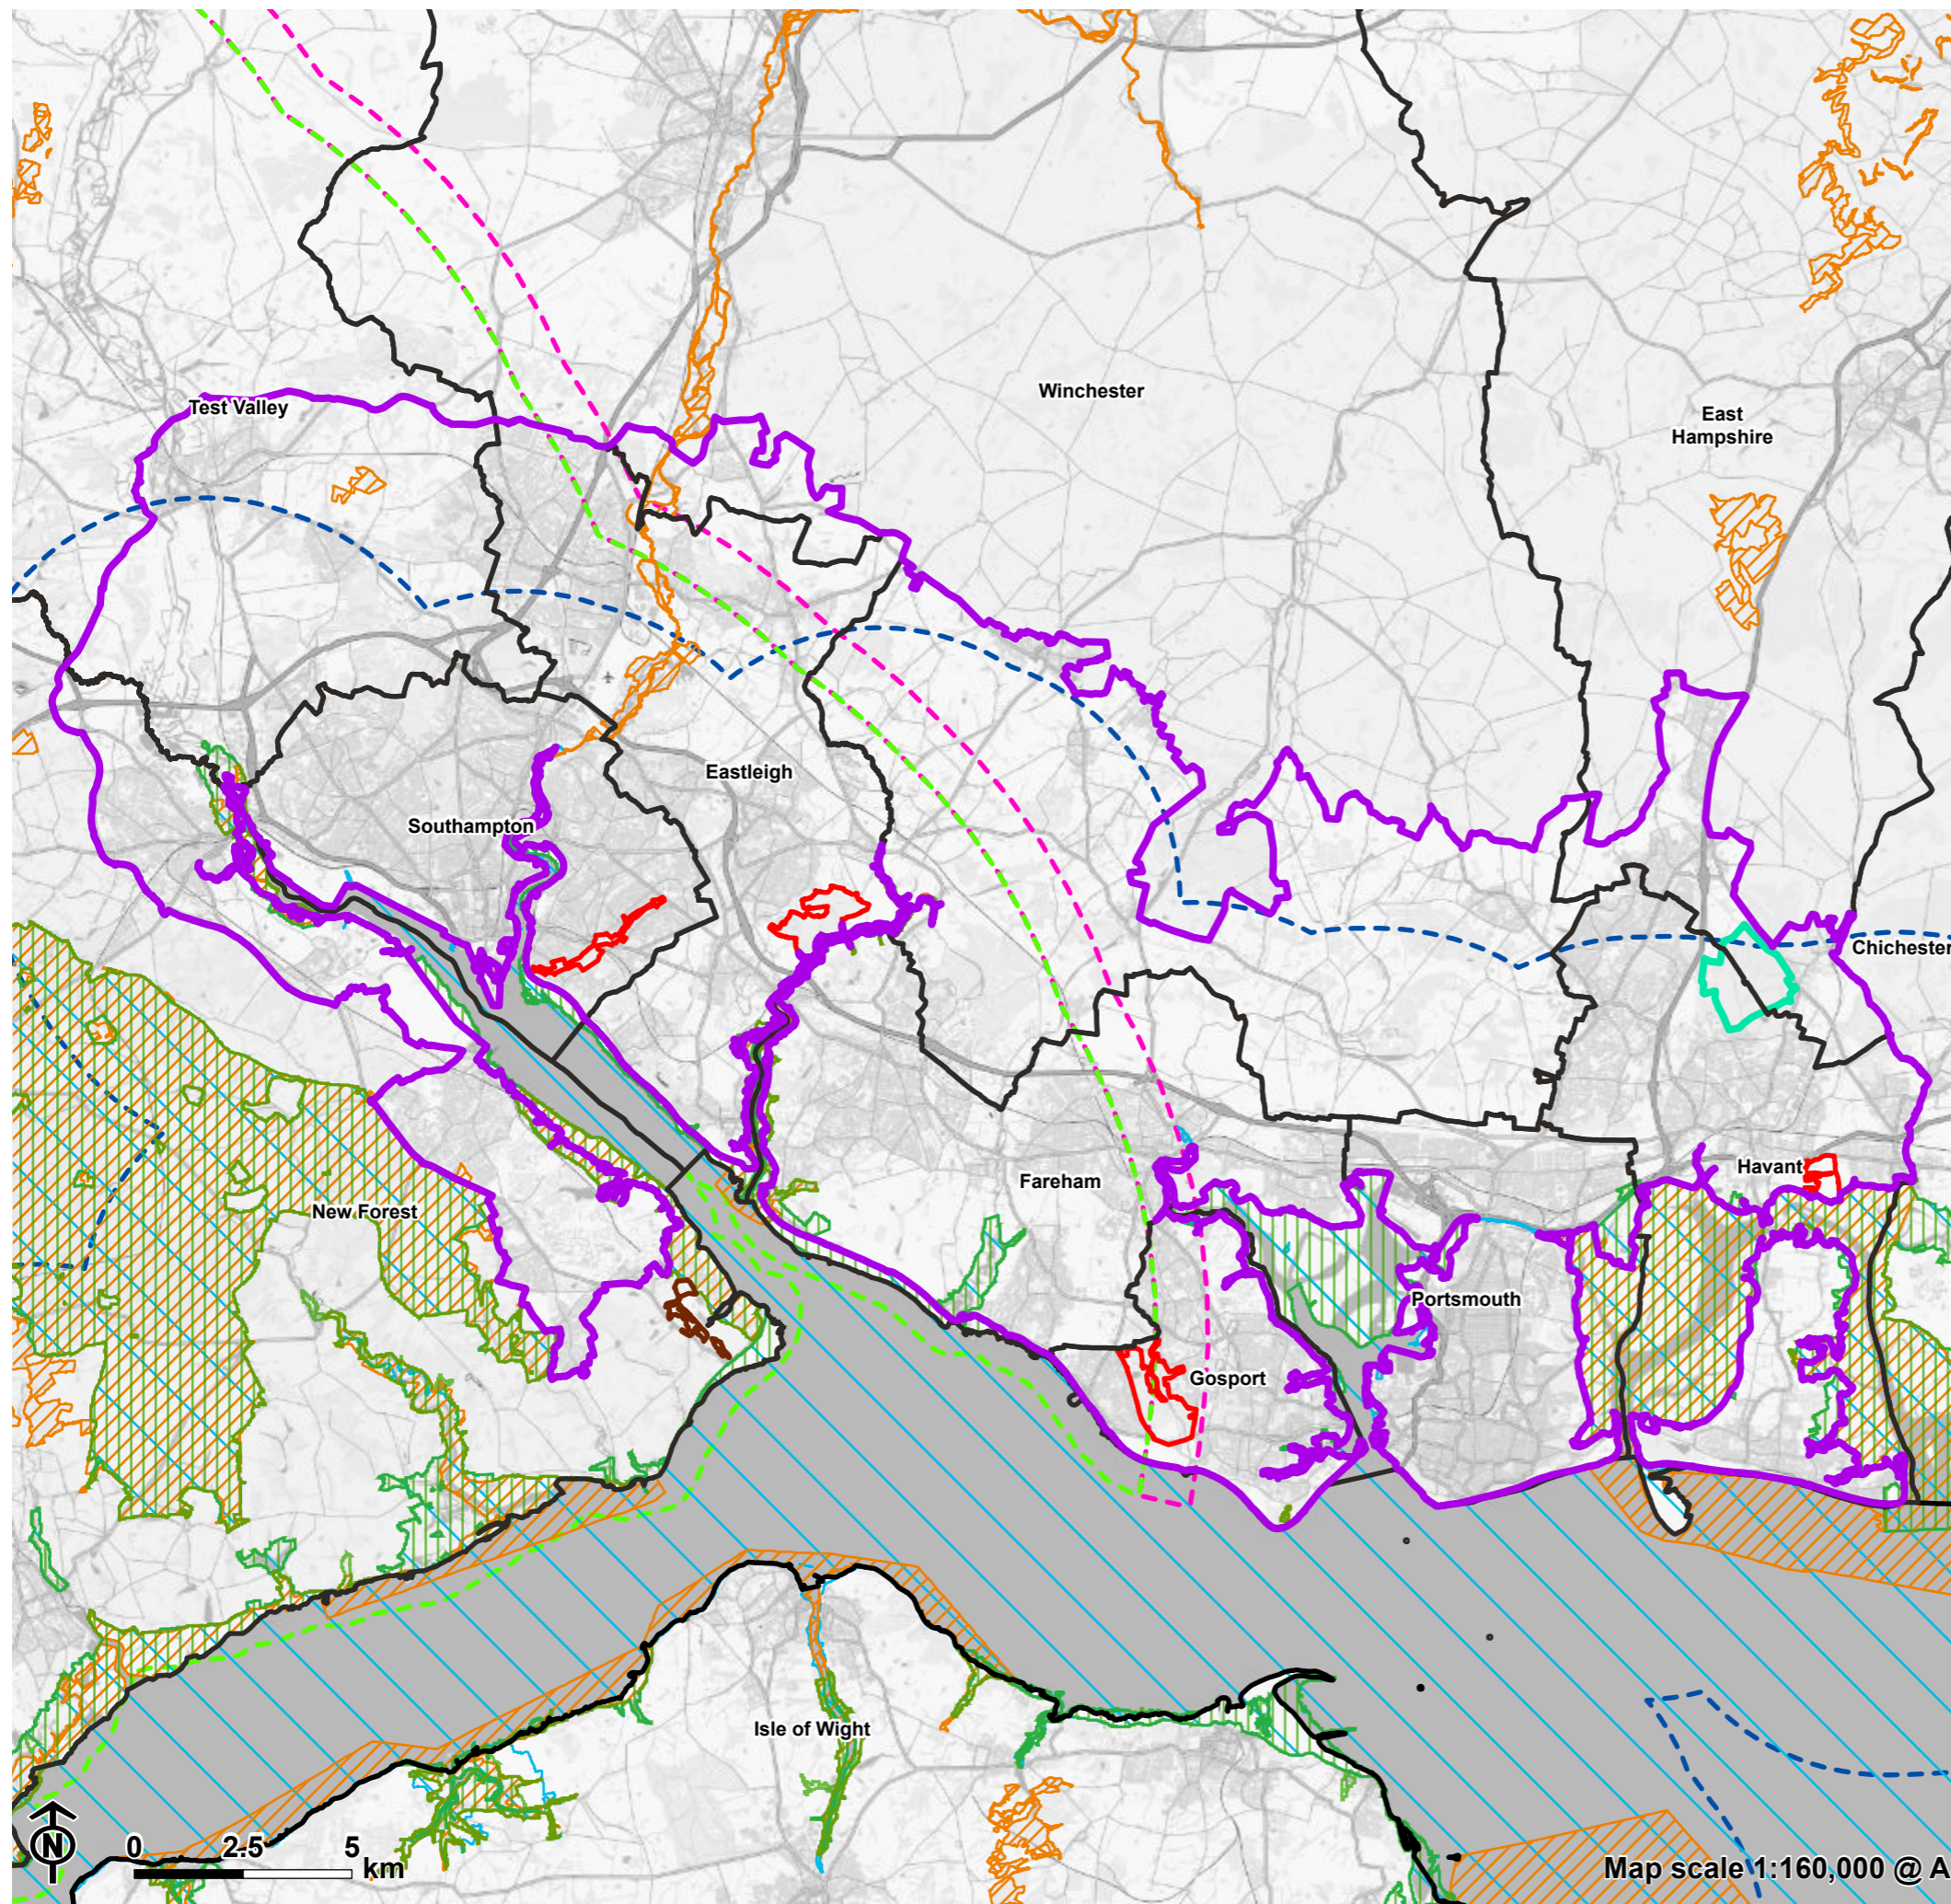 Winchester
Test Valley
East
Hampshire
Eastleigh
Southampton
Chichester
Havant
Fareham
New Forest
Portsmouth
Gosport
Isle of Wight
N
0 2.5 5
km
Map scale 1:160,000 @ A